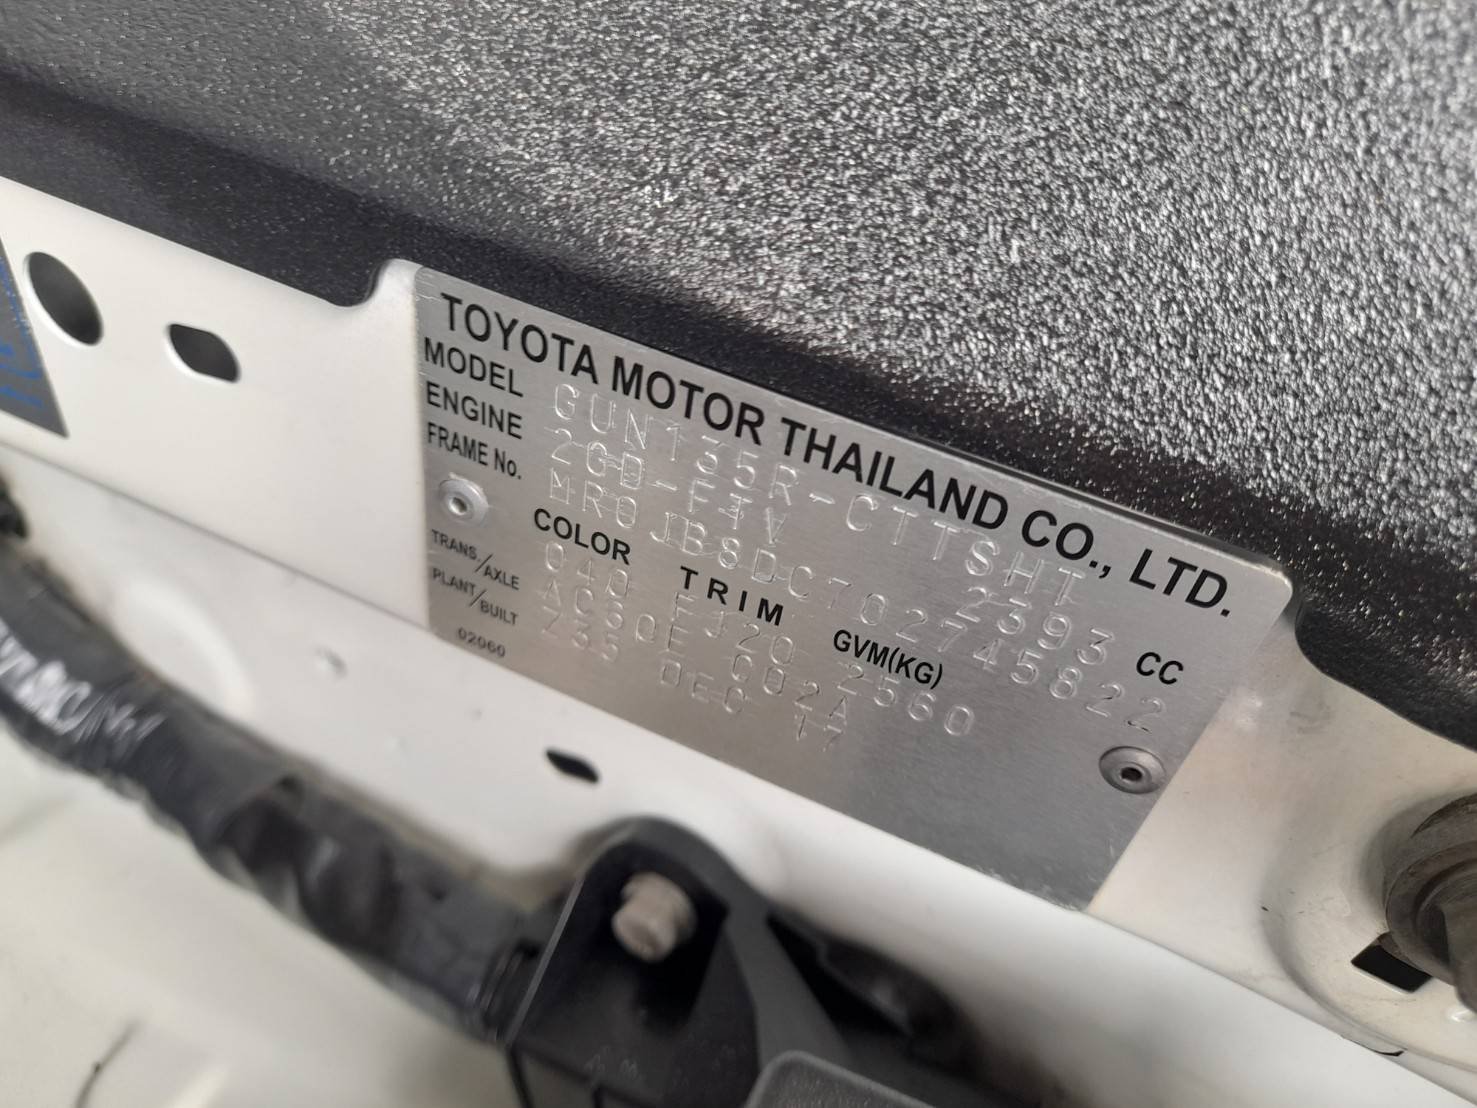 TOYOTA MOTOR THAILAND CO., LTD.
MODEL GUN135R-CTTSHT
ENGINE 2GD-FTV 2393 CC
FRAME No. MR0JB8DC702745822
COLOR TRIM GVM(KG)
040 FJ20 2560
TRANS./AXLE AC60E C02A
PLANT/BUILT Z35 DEC 17
02060